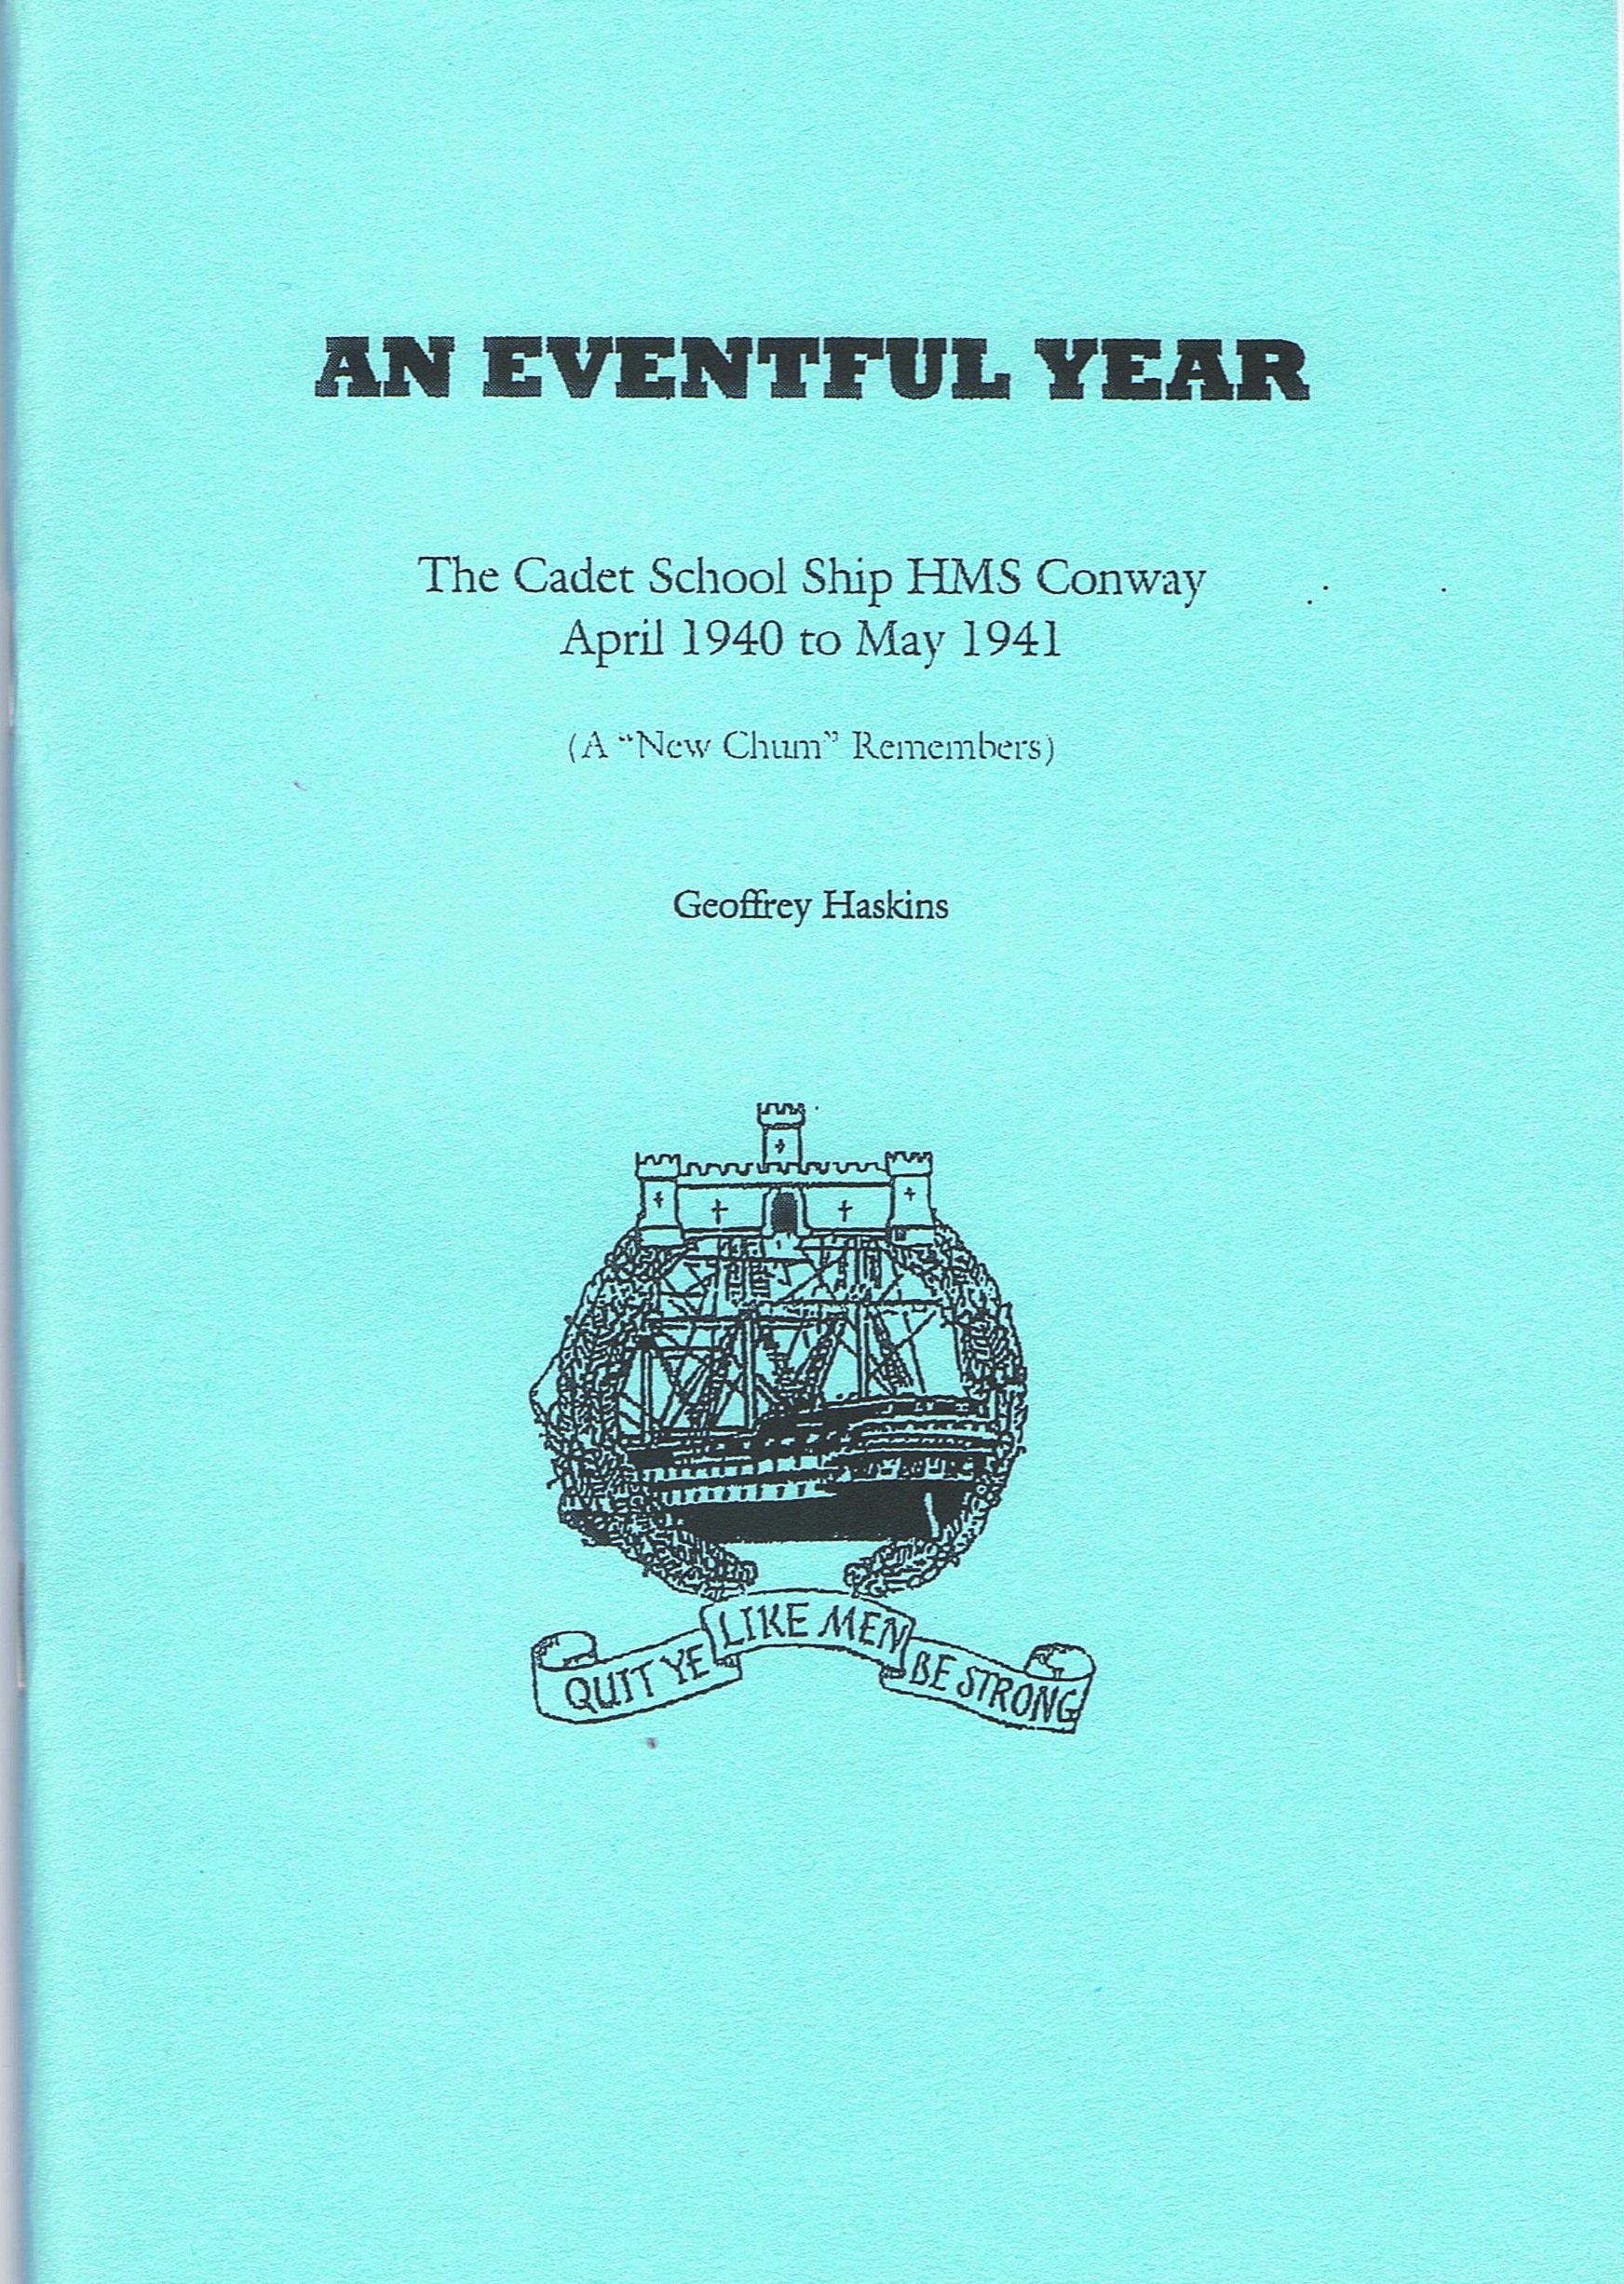 AN EVENTFUL YEAR
The Cadet School Ship HMS Conway
April 1940 to May 1941
(A “New Chum” Remembers)
Geoffrey Haskins
QUIT YE LIKE MEN BE STRONG